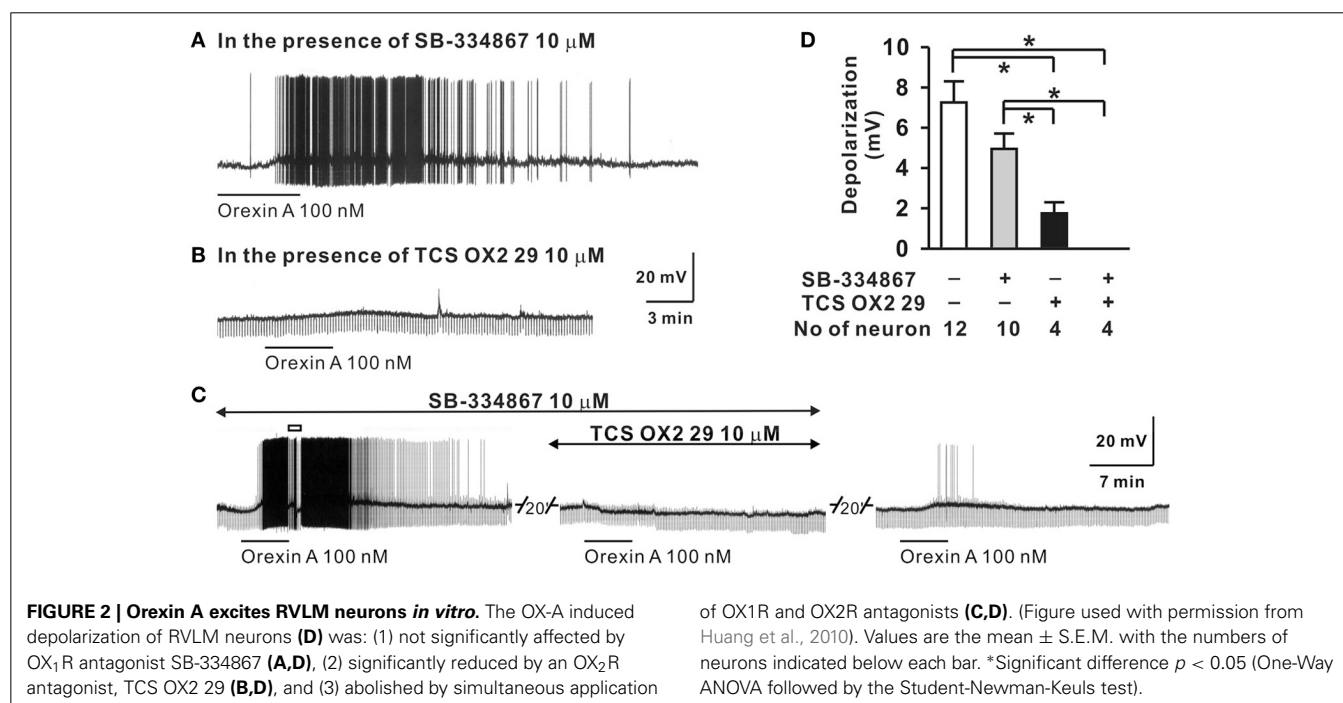 A In the presence of SB-334867 10 μM
Orexin A 100 nM
B In the presence of TCS OX2 29 10 μM
20 mV
3 min
Orexin A 100 nM
D
10
8
6
4
2
0
Depolarization
(mV)
*
*
*
*
SB-334867 – + – +
TCS OX2 29 – – + +
No of neuron 12 10 4 4
C
SB-334867 10 μM
TCS OX2 29 10 μM
20 mV
7 min
20'
20'
Orexin A 100 nM
Orexin A 100 nM
Orexin A 100 nM
FIGURE 2 | Orexin A excites RVLM neurons in vitro. The OX-A induced
depolarization of RVLM neurons (D) was: (1) not significantly affected by
OX1R antagonist SB-334867 (A,D), (2) significantly reduced by an OX2R
antagonist, TCS OX2 29 (B,D), and (3) abolished by simultaneous application
of OX1R and OX2R antagonists (C,D). (Figure used with permission from
Huang et al., 2010). Values are the mean ± S.E.M. with the numbers of
neurons indicated below each bar. *Significant difference p < 0.05 (One-Way
ANOVA followed by the Student-Newman-Keuls test).